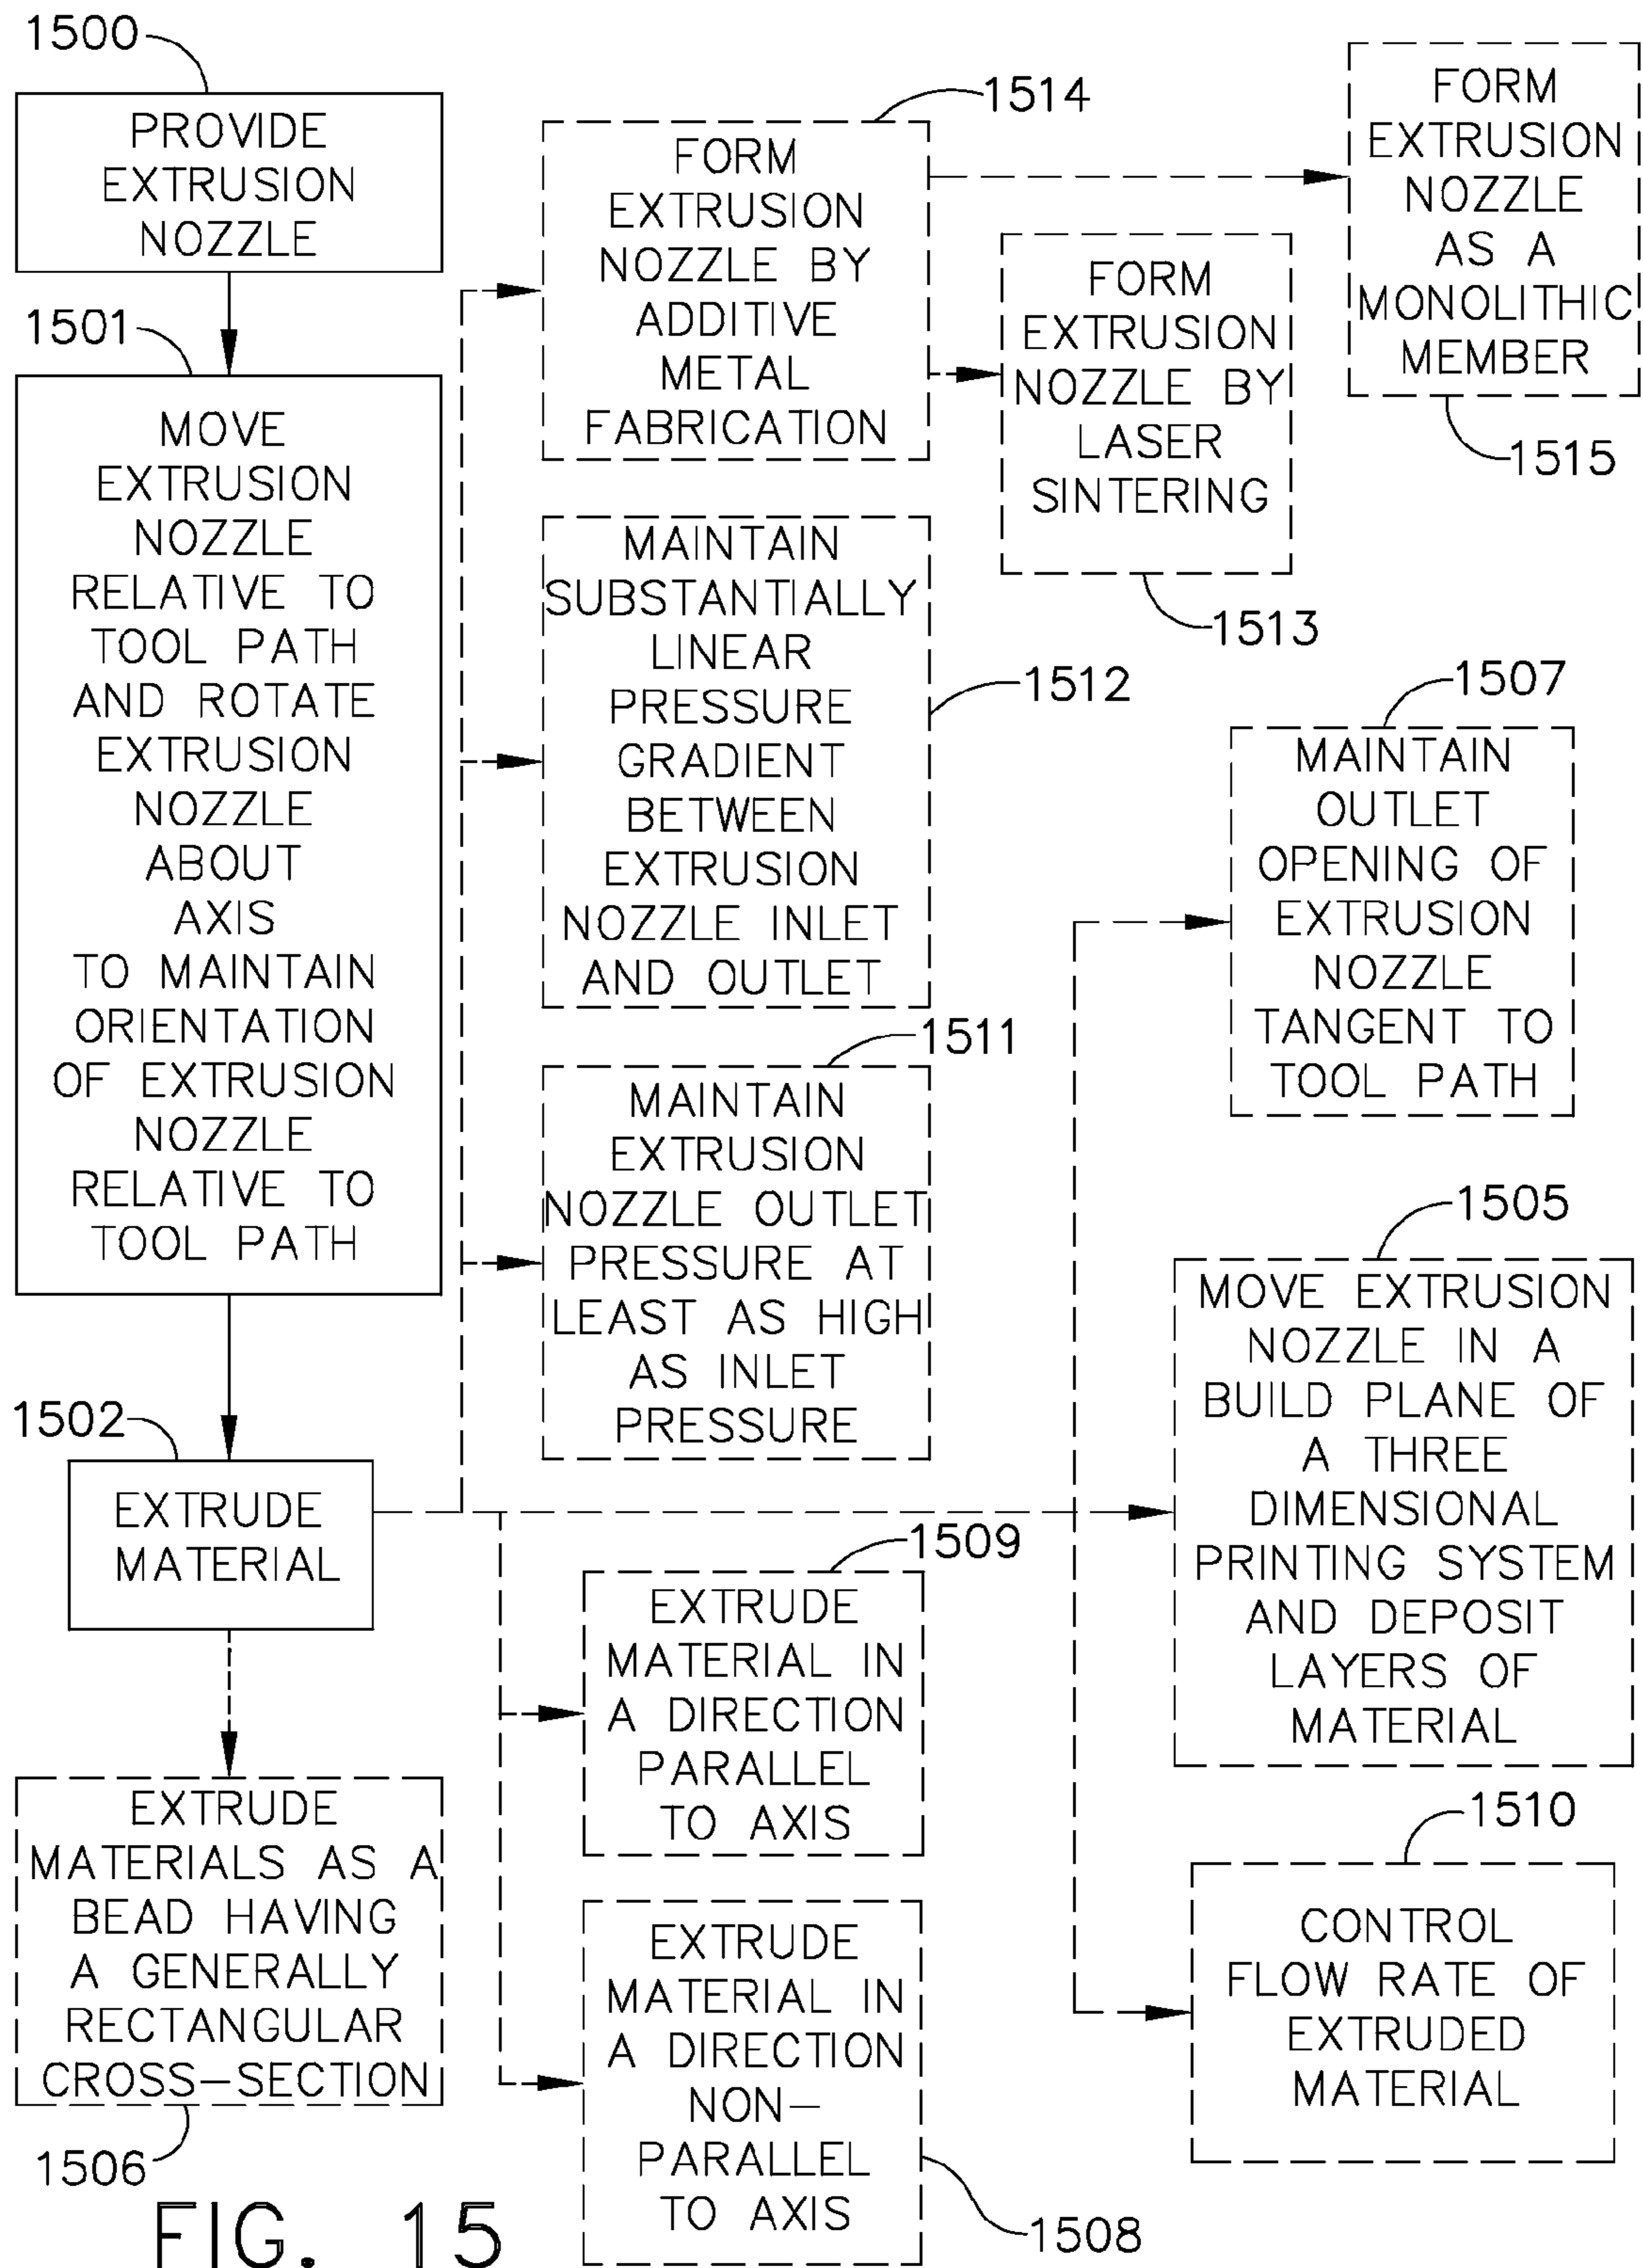 1500
PROVIDE
EXTRUSION
NOZZLE
1501
MOVE
EXTRUSION
NOZZLE
RELATIVE TO
TOOL PATH
AND ROTATE
EXTRUSION
NOZZLE
ABOUT
AXIS
TO MAINTAIN
ORIENTATION
OF EXTRUSION
NOZZLE
RELATIVE TO
TOOL PATH
1502
EXTRUDE
MATERIAL
EXTRUDE
MATERIALS AS A
BEAD HAVING
A GENERALLY
RECTANGULAR
CROSS-SECTION
1506
1514
FORM
EXTRUSION
NOZZLE BY
ADDITIVE
METAL
FABRICATION
FORM
EXTRUSION
NOZZLE BY
LASER
SINTERING
1513
FORM
EXTRUSION
NOZZLE
AS A
MONOLITHIC
MEMBER
1515
MAINTAIN
SUBSTANTIALLY
LINEAR
PRESSURE
GRADIENT
BETWEEN
EXTRUSION
NOZZLE INLET
AND OUTLET
1512
1511
MAINTAIN
EXTRUSION
NOZZLE OUTLET
PRESSURE AT
LEAST AS HIGH
AS INLET
PRESSURE
1509
EXTRUDE
MATERIAL IN
A DIRECTION
PARALLEL
TO AXIS
EXTRUDE
MATERIAL IN
A DIRECTION
NON-
PARALLEL
TO AXIS
1508
1507
MAINTAIN
OUTLET
OPENING OF
EXTRUSION
NOZZLE
TANGENT TO
TOOL PATH
1505
MOVE EXTRUSION
NOZZLE IN A
BUILD PLANE OF
A THREE
DIMENSIONAL
PRINTING SYSTEM
AND DEPOSIT
LAYERS OF
MATERIAL
1510
CONTROL
FLOW RATE OF
EXTRUDED
MATERIAL
FIG. 15